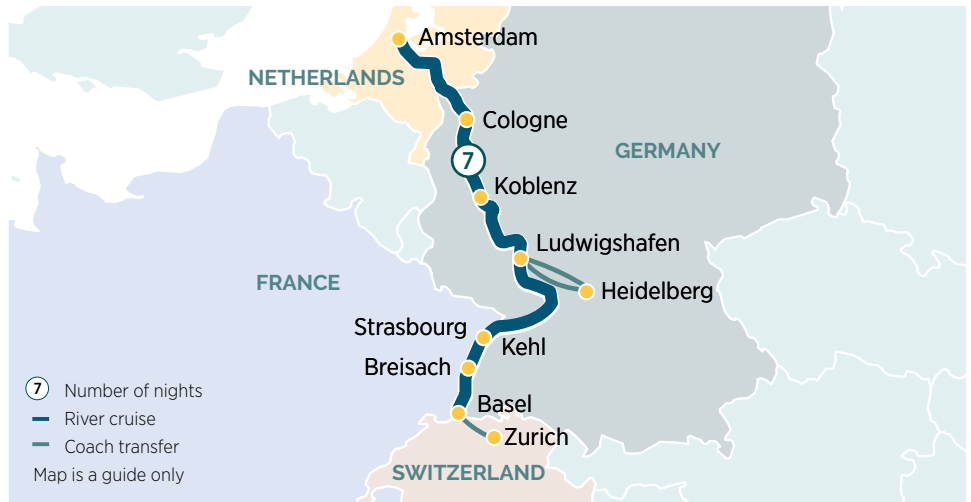 Amsterdam
NETHERLANDS
Cologne
GERMANY
7
Koblenz
Ludwigshafen
FRANCE
Heidelberg
Strasbourg
Kehl
Breisach
7 Number of nights
Basel
River cruise
Zurich
Coach transfer
SWITZERLAND
Map is a guide only